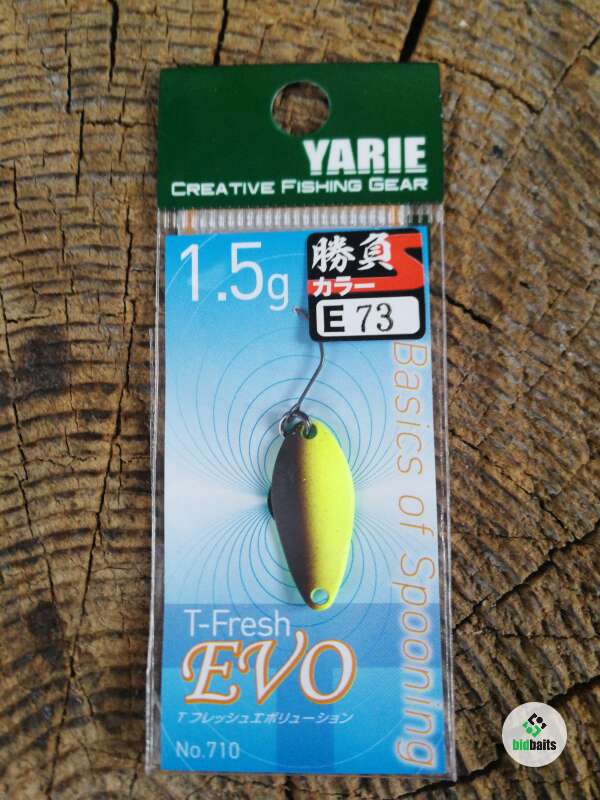 YARIE
CREATIVE FISHING GEAR
1.5g
勝負
カラー
E 73
Basics of Spooning
T-Fresh
EVO
T フレッシュエボリューション
No.710
bidbaits